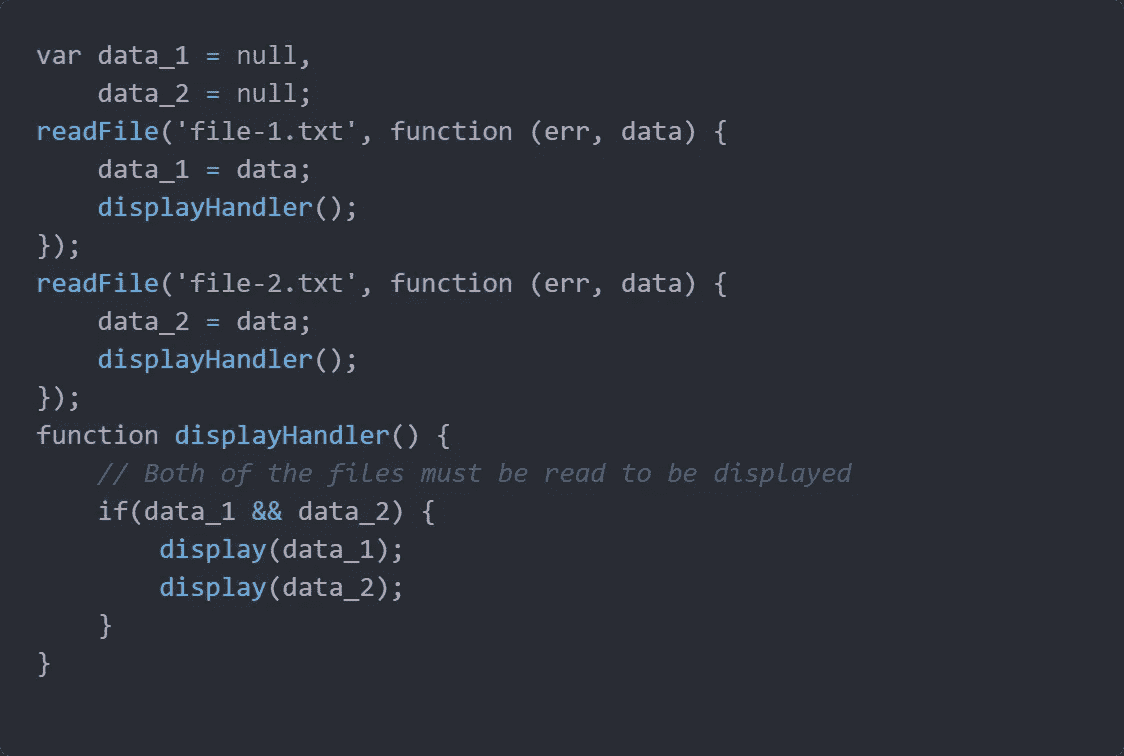 var data_1 = null,
    data_2 = null;
readFile('file-1.txt', function (err, data) {
    data_1 = data;
    displayHandler();
});
readFile('file-2.txt', function (err, data) {
    data_2 = data;
    displayHandler();
});
function displayHandler() {
    // Both of the files must be read to be displayed
    if(data_1 && data_2) {
        display(data_1);
        display(data_2);
    }
}